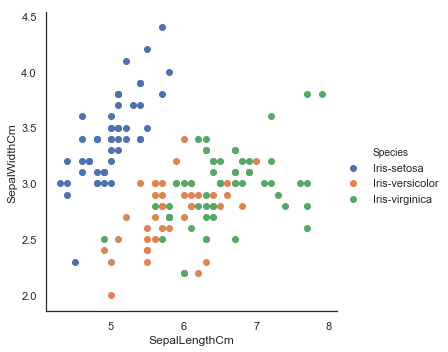 4.5
4.0
3.5
3.0
2.5
2.0
SepalWidthCm
5 6 7 8
SepalLengthCm
Species
Iris-setosa
Iris-versicolor
Iris-virginica